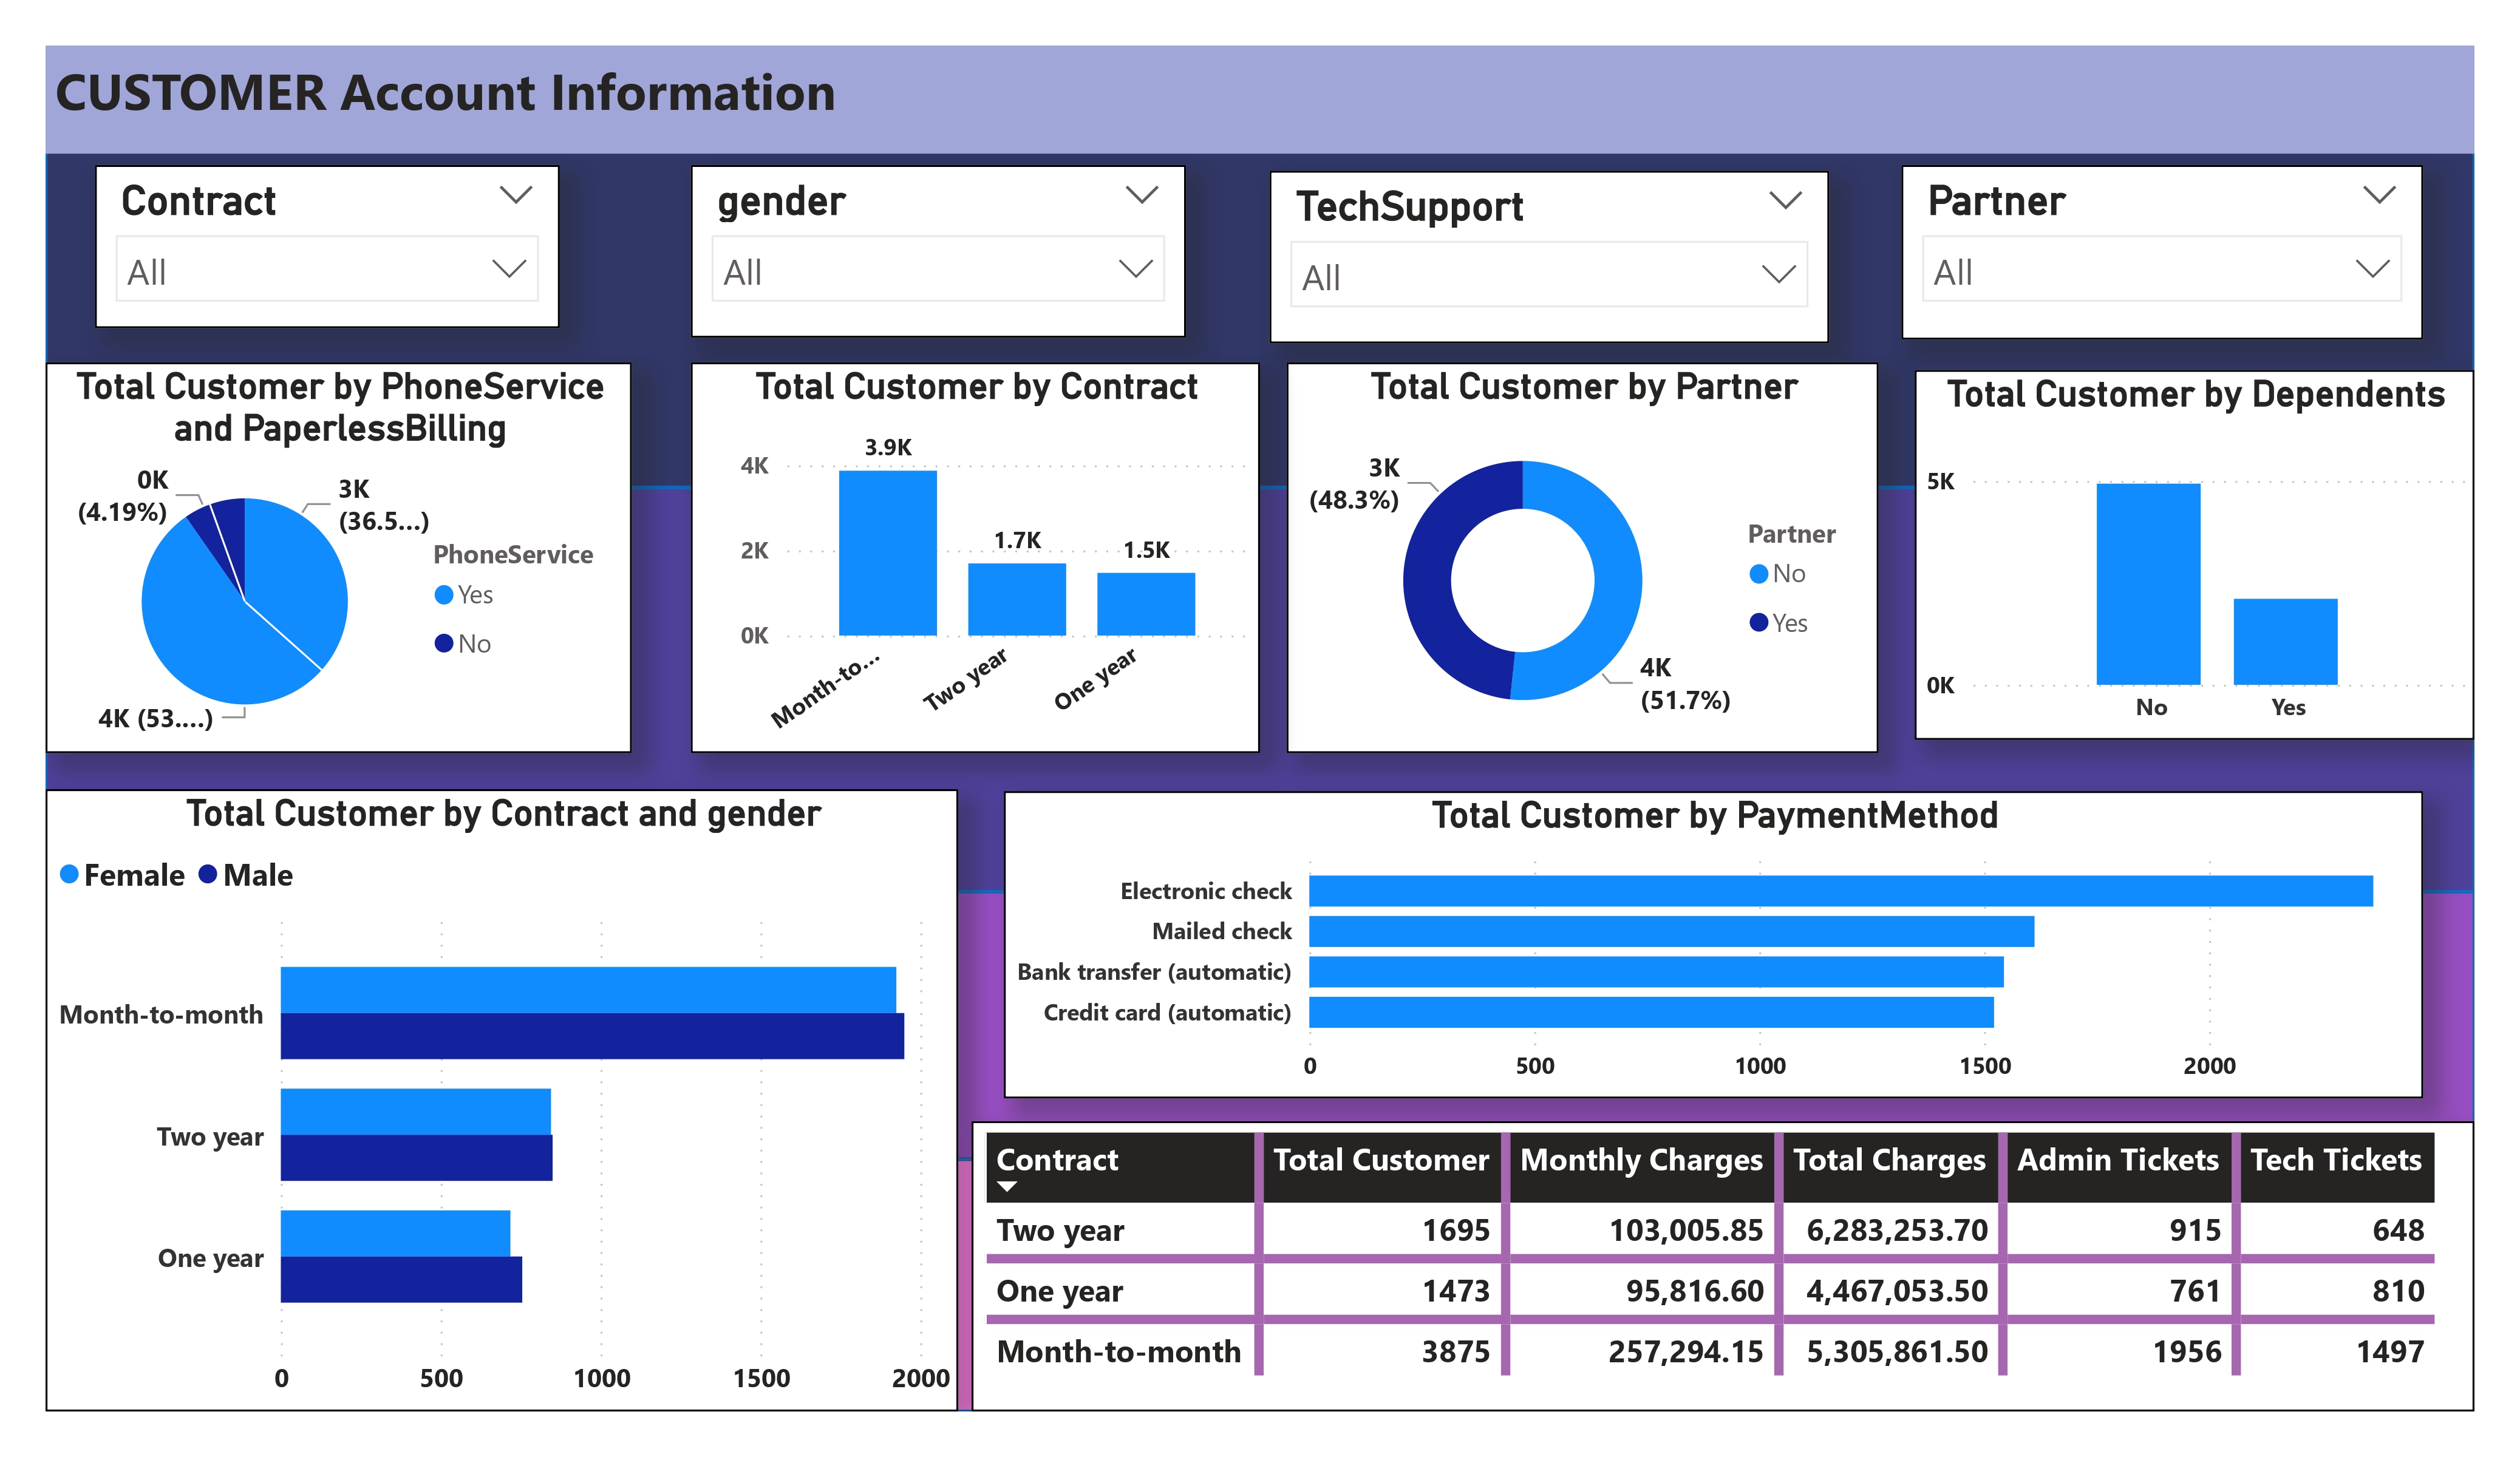 CUSTOMER Account Information
Contract
All
gender
All
TechSupport
All
Partner
All
Total Customer by PhoneService
and PaperlessBilling
0K
(4.19%)
3K
(36.5...)
4K (53....)
PhoneService
Yes
No
Total Customer by Contract
4K
2K
0K
3.9K
1.7K
1.5K
Month-to...
Two year
One year
Total Customer by Partner
3K
(48.3%)
4K
(51.7%)
Partner
No
Yes
Total Customer by Dependents
5K
0K
No
Yes
Total Customer by Contract and gender
Female Male
Month-to-month
Two year
One year
0 500 1000 1500 2000
Total Customer by PaymentMethod
Electronic check
Mailed check
Bank transfer (automatic)
Credit card (automatic)
0 500 1000 1500 2000
Contract Total Customer Monthly Charges Total Charges Admin Tickets Tech Tickets
Two year 1695 103,005.85 6,283,253.70 915 648
One year 1473 95,816.60 4,467,053.50 761 810
Month-to-month 3875 257,294.15 5,305,861.50 1956 1497